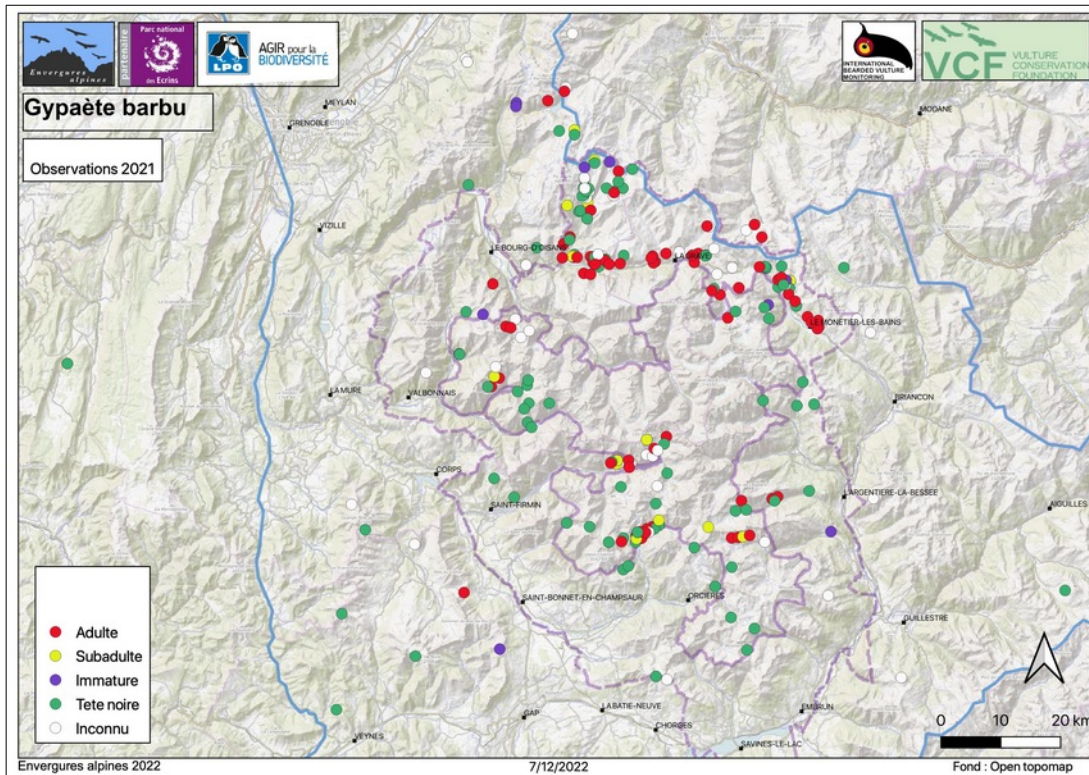 Envergures
alpines
partenaire
Parc national
des Ecrins
LPO
AGIR pour la
BIODIVERSITÉ
INTERNATIONAL
BEARDED VULTURE
MONITORING
VCF
VULTURE
CONSERVATION
FOUNDATION
Gypaète barbu
Observations 2021
MEYLAN
GRENOBLE
MODANE
VIZILLE
LE BOURG-D'OISANS
LA GRAVE
LE MONETIER-LES-BAINS
LA MURE
VALBONNAIS
BRIANCON
CORPS
SAINT-FIRMIN
L'ARGENTIERE-LA-BESSEE
AIGUILLES
SAINT-BONNET-EN-CHAMPSAUR
ORCIERES
GUILLESTRE
GAP
LA BATIE-NEUVE
CHORGES
EMBRUN
VEYNES
SAVINES-LE-LAC
Adulte
Subadulte
Immature
Tete noire
Inconnu
0 10 20 km
Envergures alpines 2022
7/12/2022
Fond : Open topomap